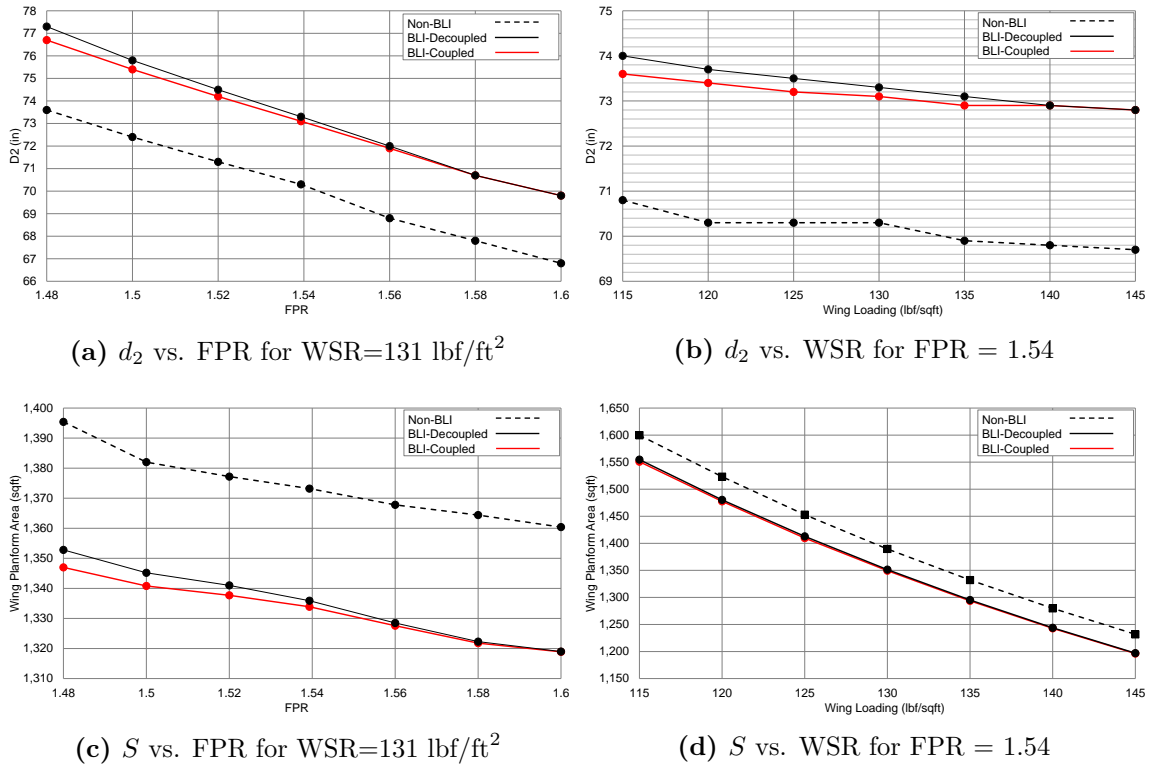 78
77
76
75
74
73
72
71
70
69
68
67
66
D2 (in)
1.48 1.5 1.52 1.54 1.56 1.58 1.6
FPR
Non-BLI
BLI-Decoupled
BLI-Coupled
(a) d₂ vs. FPR for WSR=131 lbf/ft²
75
74
73
72
71
70
69
D2 (in)
115 120 125 130 135 140 145
Wing Loading (lbf/sqft)
Non-BLI
BLI-Decoupled
BLI-Coupled
(b) d₂ vs. WSR for FPR = 1.54
1,400
1,390
1,380
1,370
1,360
1,350
1,340
1,330
1,320
1,310
Wing Planform Area (sqft)
1.48 1.5 1.52 1.54 1.56 1.58 1.6
FPR
Non-BLI
BLI-Decoupled
BLI-Coupled
(c) S vs. FPR for WSR=131 lbf/ft²
1,650
1,600
1,550
1,500
1,450
1,400
1,350
1,300
1,250
1,200
1,150
Wing Planform Area (sqft)
115 120 125 130 135 140 145
Wing Loading (lbf/sqft)
Non-BLI
BLI-Decoupled
BLI-Coupled
(d) S vs. WSR for FPR = 1.54